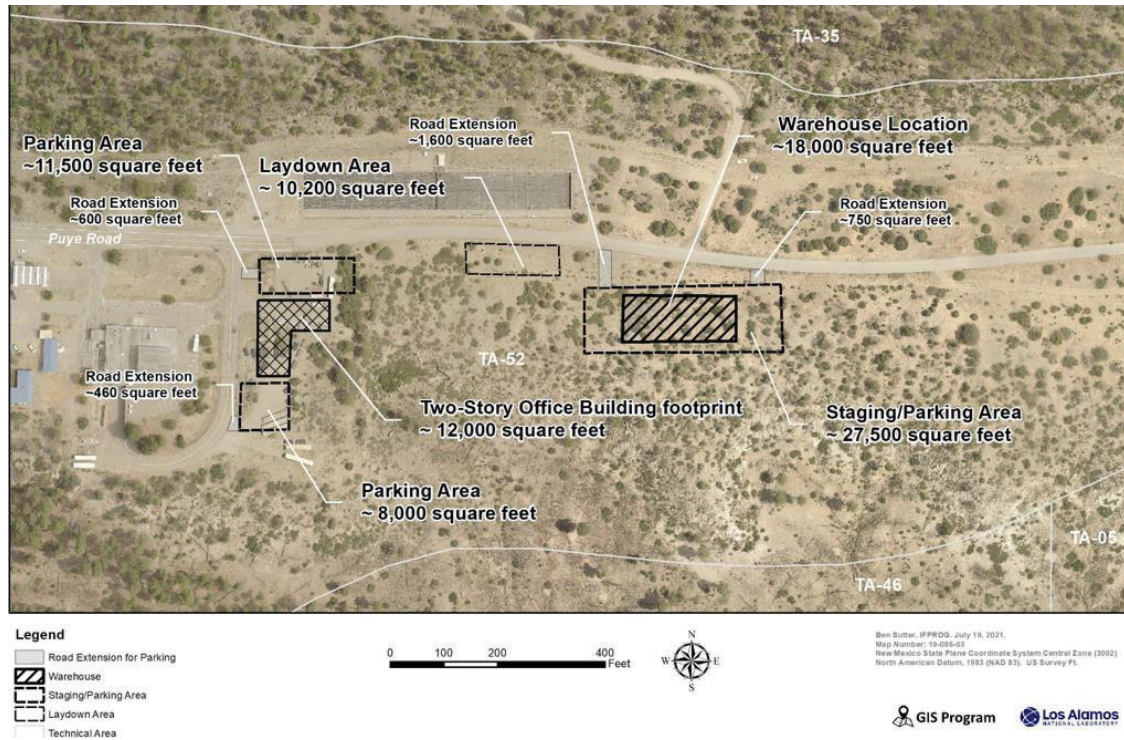 TA-35
Road Extension
~1,600 square feet
Warehouse Location
~18,000 square feet
Parking Area
~11,500 square feet
Laydown Area
~ 10,200 square feet
Road Extension
~600 square feet
Road Extension
~750 square feet
Puye Road
TA-52
Road Extension
~460 square feet
Two-Story Office Building footprint
~ 12,000 square feet
Staging/Parking Area
~ 27,500 square feet
Parking Area
~ 8,000 square feet
TA-05
TA-46
Legend
Road Extension for Parking
Warehouse
Staging/Parking Area
Laydown Area
Technical Area
0 100 200 400
Feet
N
W E
S
Ben Sutter, IFPROG. July 19, 2021.
Map Number: 19-086-03
New Mexico State Plane Coordinate System Central Zone (3002)
North American Datum, 1983 (NAD 83). US Survey Ft.
GIS Program
Los Alamos
NATIONAL LABORATORY